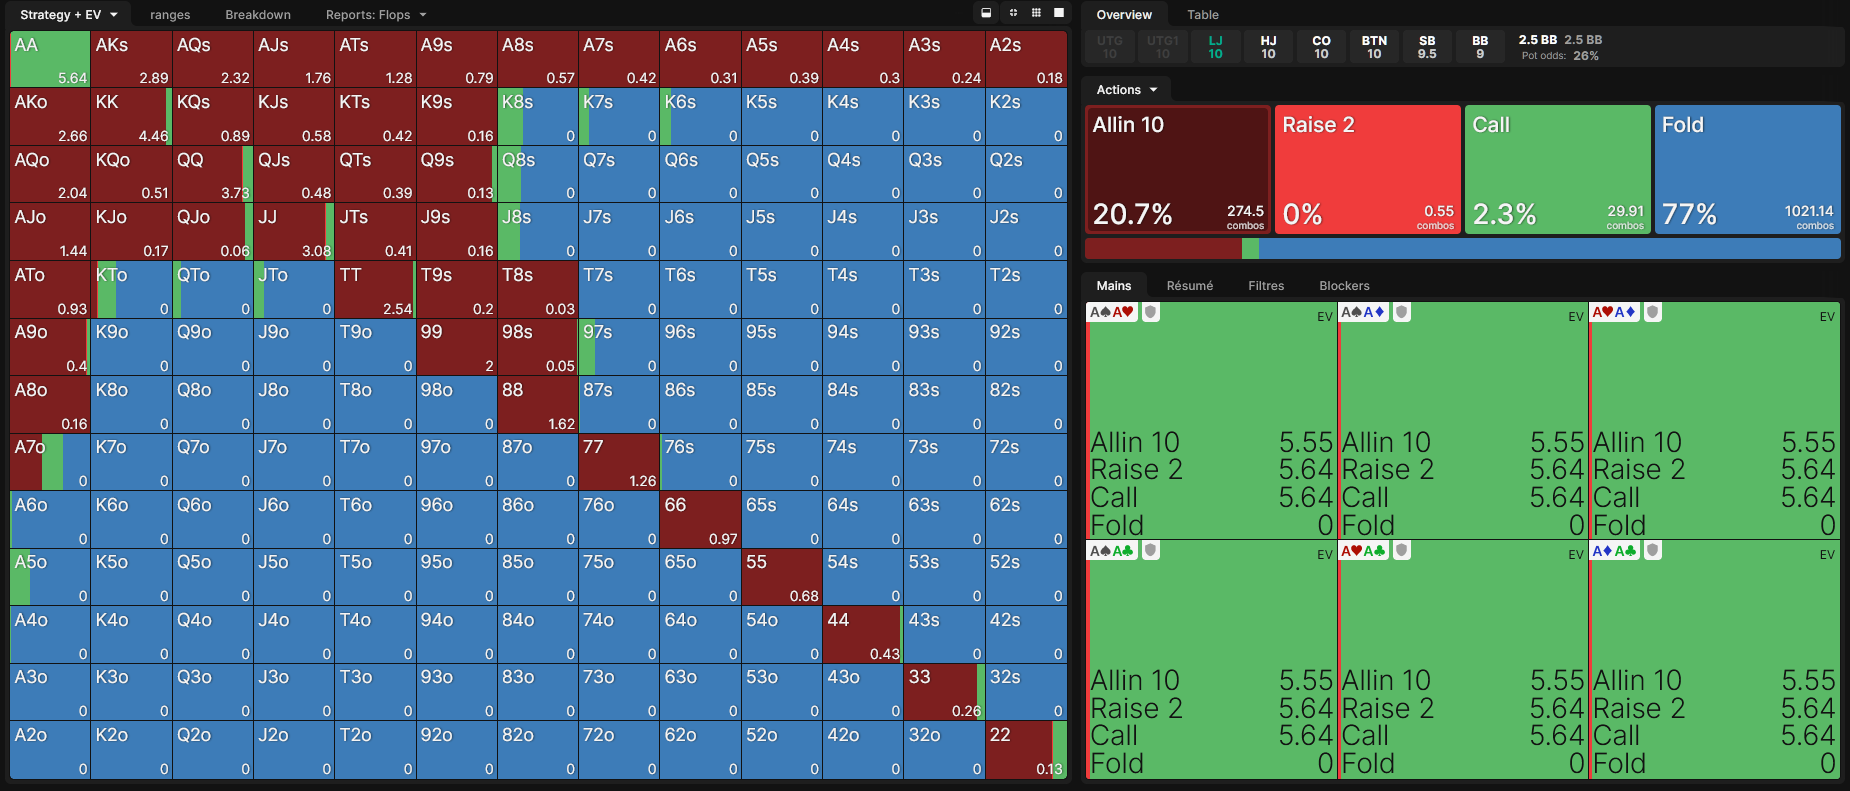 Strategy + EV ranges Breakdown Reports: Flops
AA AKs AQs AJs ATs A9s A8s A7s A6s A5s A4s A3s A2s
5.64 2.89 2.32 1.76 1.28 0.79 0.57 0.42 0.31 0.39 0.3 0.24 0.18
AKo KK KQs KJs KTs K9s K8s K7s K6s K5s K4s K3s K2s
2.66 4.46 0.89 0.58 0.42 0.16 0 0 0 0 0 0 0
AQo KQo QQ QJs QTs Q9s Q8s Q7s Q6s Q5s Q4s Q3s Q2s
2.04 0.51 3.73 0.48 0.39 0.13 0 0 0 0 0 0 0
AJo KJo QJo JJ JTs J9s J8s J7s J6s J5s J4s J3s J2s
1.44 0.17 0.06 3.08 0.41 0.16 0 0 0 0 0 0 0
ATo KTo QTo JTo TT T9s T8s T7s T6s T5s T4s T3s T2s
0.93 0 0 0 2.54 0.2 0.03 0 0 0 0 0 0
A9o K9o Q9o J9o T9o 99 98s 97s 96s 95s 94s 93s 92s
0.4 0 0 0 0 2 0.05 0 0 0 0 0 0
A8o K8o Q8o J8o T8o 98o 88 87s 86s 85s 84s 83s 82s
0.16 0 0 0 0 0 1.62 0 0 0 0 0 0
A7o K7o Q7o J7o T7o 97o 87o 77 76s 75s 74s 73s 72s
0 0 0 0 0 0 0 1.26 0 0 0 0 0
A6o K6o Q6o J6o T6o 96o 86o 76o 66 65s 64s 63s 62s
0 0 0 0 0 0 0 0 0.97 0 0 0 0
A5o K5o Q5o J5o T5o 95o 85o 75o 65o 55 54s 53s 52s
0 0 0 0 0 0 0 0 0 0.68 0 0 0
A4o K4o Q4o J4o T4o 94o 84o 74o 64o 54o 44 43s 42s
0 0 0 0 0 0 0 0 0 0 0.43 0 0
A3o K3o Q3o J3o T3o 93o 83o 73o 63o 53o 43o 33 32s
0 0 0 0 0 0 0 0 0 0 0 0.26 0
A2o K2o Q2o J2o T2o 92o 82o 72o 62o 52o 42o 32o 22
0 0 0 0 0 0 0 0 0 0 0 0 0.13
Overview Table
UTG UTG1 LJ HJ CO BTN SB BB 2.5 BB 2.5 BB
10 10 10 10 10 10 9.5 9 Pot odds: 26%
Actions
Allin 10 Raise 2 Call Fold
20.7% 274.5 combos 0% 0.55 combos 2.3% 29.91 combos 77% 1021.14 combos
Mains Résumé Filtres Blockers
A♠A♥ EV A♠A♦ EV A♥A♦ EV
Allin 10 5.55 Allin 10 5.55 Allin 10 5.55
Raise 2 5.64 Raise 2 5.64 Raise 2 5.64
Call 5.64 Call 5.64 Call 5.64
Fold 0 Fold 0 Fold 0
A♠A♣ EV A♥A♣ EV A♦A♣ EV
Allin 10 5.55 Allin 10 5.55 Allin 10 5.55
Raise 2 5.64 Raise 2 5.64 Raise 2 5.64
Call 5.64 Call 5.64 Call 5.64
Fold 0 Fold 0 Fold 0